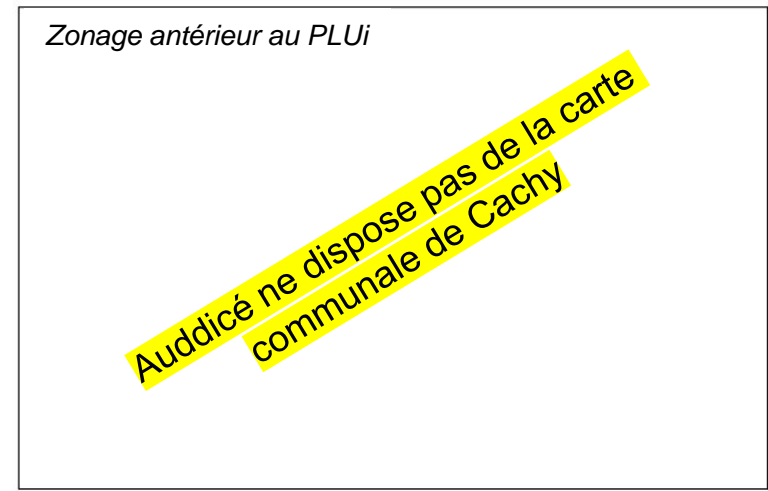 Zonage antérieur au PLUi
Auddicé ne dispose pas de la carte
communale de Cachy